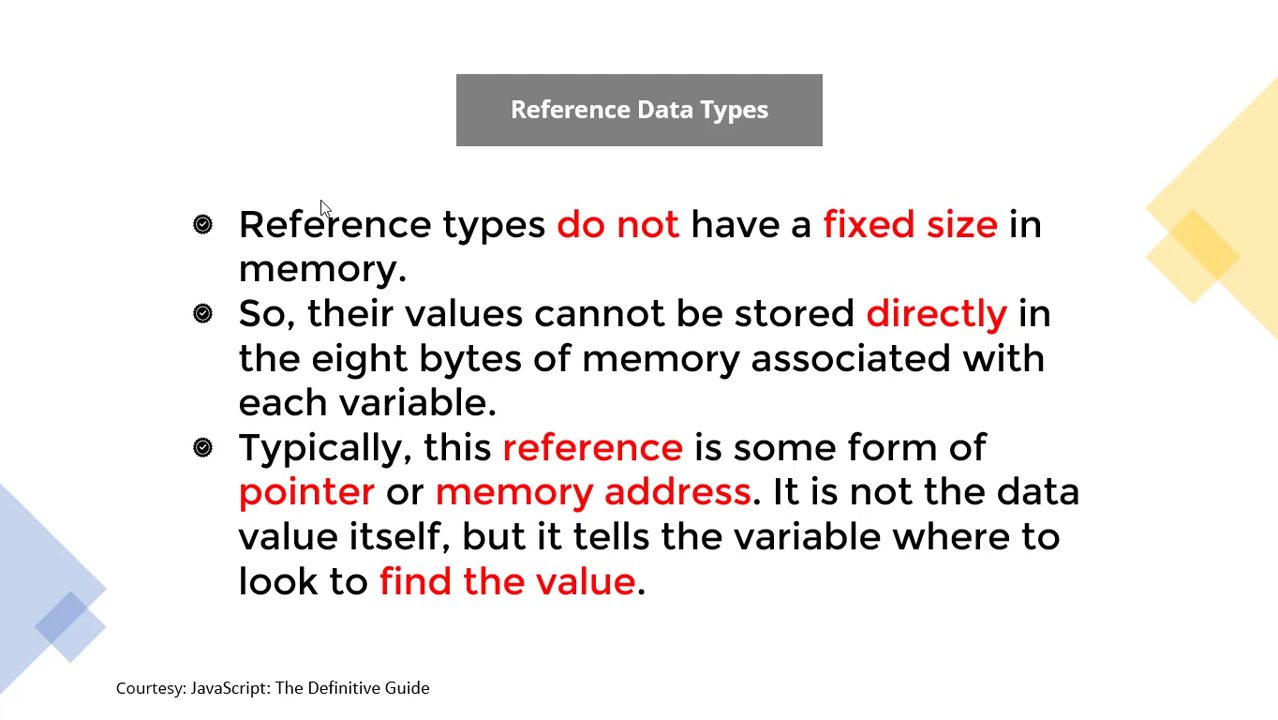 Reference Data Types
Reference types do not have a fixed size in
memory.
So, their values cannot be stored directly in
the eight bytes of memory associated with
each variable.
Typically, this reference is some form of
pointer or memory address. It is not the data
value itself, but it tells the variable where to
look to find the value.
Courtesy: JavaScript: The Definitive Guide